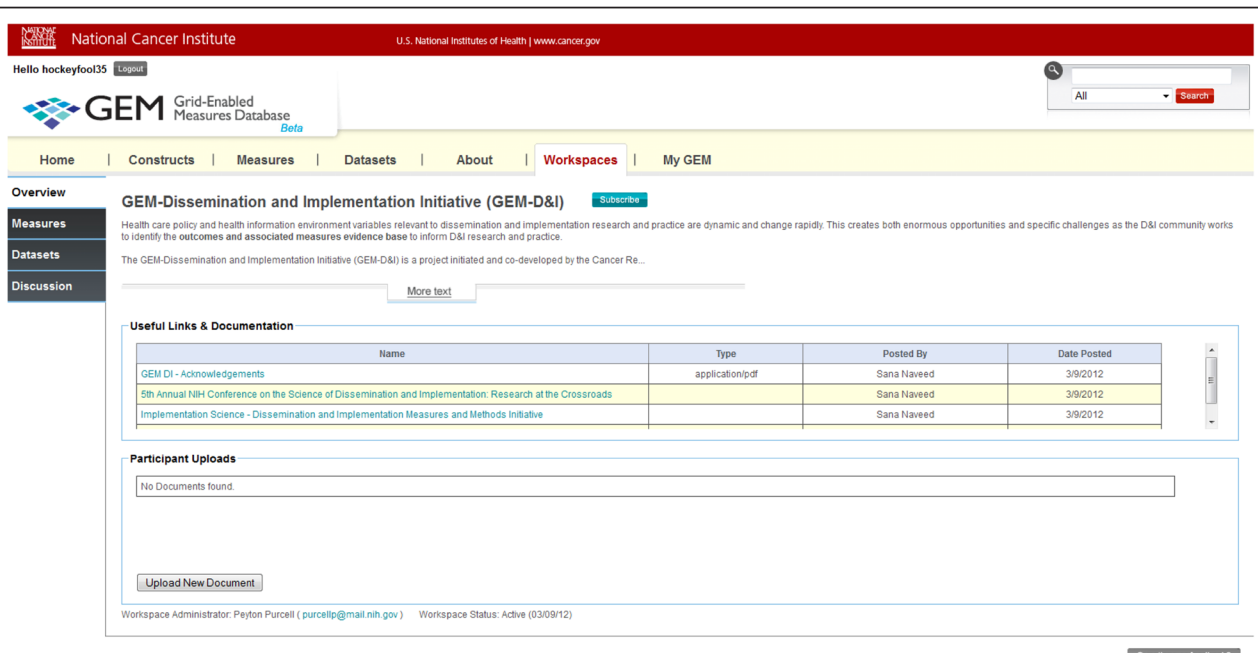 NATIONAL CANCER INSTITUTE
National Cancer Institute
U.S. National Institutes of Health | www.cancer.gov
Hello hockeyfool35 Logout
GEM Grid-Enabled Measures Database
Beta
All Search
Home | Constructs | Measures | Datasets | About | Workspaces | My GEM
Overview
Measures
Datasets
Discussion
GEM-Dissemination and Implementation Initiative (GEM-D&I) Subscribe
Health care policy and health information environment variables relevant to dissemination and implementation research and practice are dynamic and change rapidly. This creates both enormous opportunities and specific challenges as the D&I community works
to identify the outcomes and associated measures evidence base to inform D&I research and practice.
The GEM-Dissemination and Implementation Initiative (GEM-D&I) is a project initiated and co-developed by the Cancer Re...
More text
Useful Links & Documentation
Name Type Posted By Date Posted
GEM DI - Acknowledgements application/pdf Sana Naveed 3/9/2012
5th Annual NIH Conference on the Science of Dissemination and Implementation: Research at the Crossroads Sana Naveed 3/9/2012
Implementation Science - Dissemination and Implementation Measures and Methods Initiative Sana Naveed 3/9/2012
Participant Uploads
No Documents found.
Upload New Document
Workspace Administrator: Peyton Purcell ( purcellp@mail.nih.gov ) Workspace Status: Active (03/09/12)